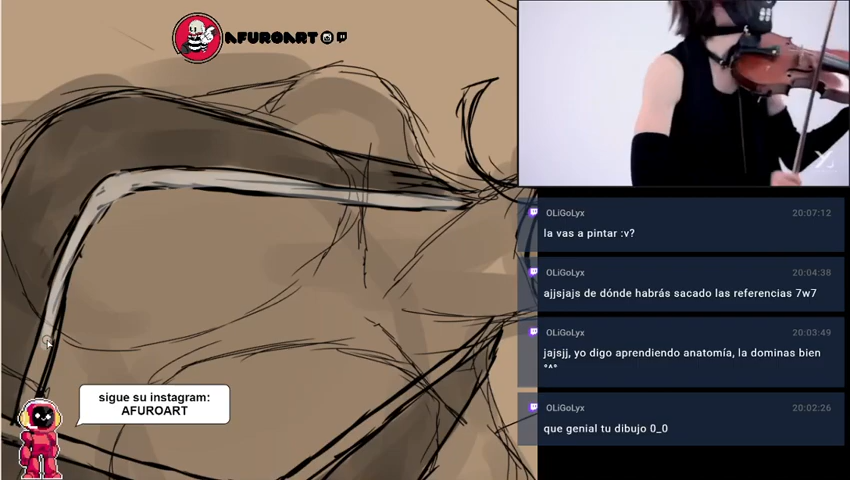 AFUROART
OLiGoLyx 20:07:12
la vas a pintar :v?
OLiGoLyx 20:04:38
ajjsjajs de dónde habrás sacado las referencias 7w7
OLiGoLyx 20:03:49
jajsjj, yo digo aprendiendo anatomía, la dominas bien
°^°
OLiGoLyx 20:02:26
que genial tu dibujo 0_0
sigue su instagram:
AFUROART